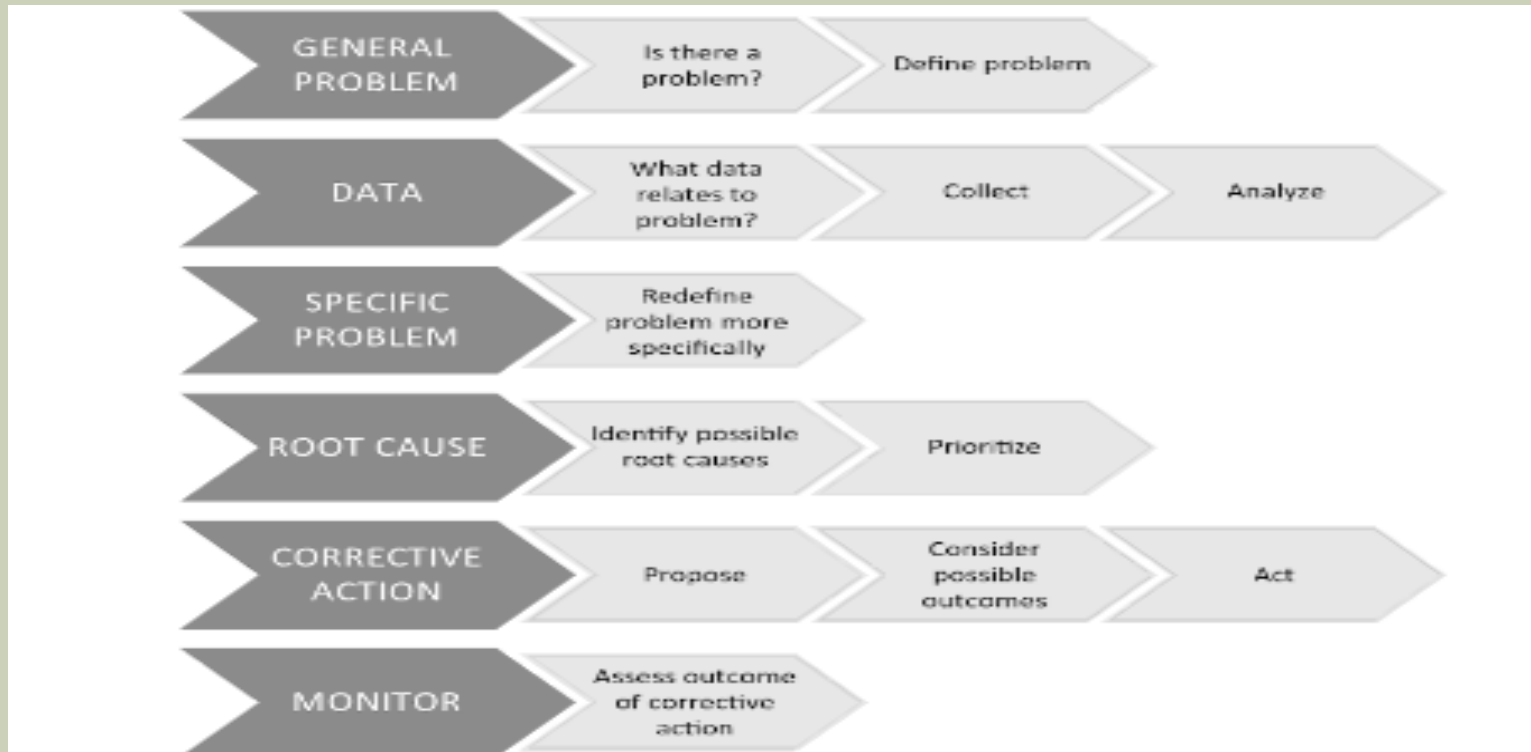 GENERAL
PROBLEM
Is there a
problem?
Define problem
DATA
What data
relates to
problem?
Collect
Analyze
SPECIFIC
PROBLEM
Redefine
problem more
specifically
ROOT CAUSE
Identify possible
root causes
Prioritize
CORRECTIVE
ACTION
Propose
Consider
possible
outcomes
Act
MONITOR
Assess outcome
of corrective
action